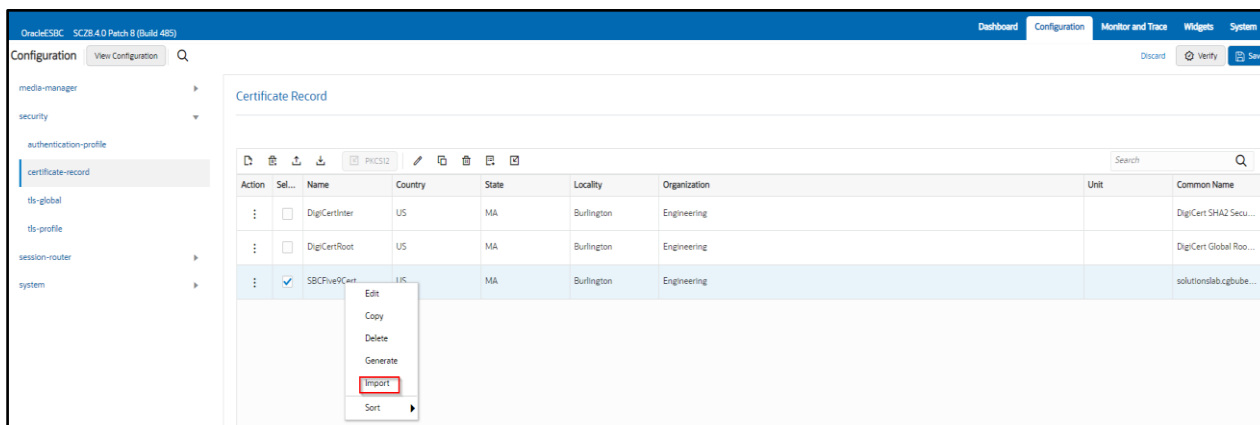 OracleESBC SCZ8.4.0 Patch 8 (Build 485)
Dashboard Configuration Monitor and Trace Widgets System
Configuration View Configuration
Discard Verify Sav
media-manager
security
authentication-profile
certificate-record
tls-global
tls-profile
session-router
system
Certificate Record
PKCS12
Search
Action Sel... Name Country State Locality Organization Unit Common Name
DigiCertInter US MA Burlington Engineering DigiCert SHA2 Secu...
DigiCertRoot US MA Burlington Engineering DigiCert Global Roo...
SBCFive9Cert US MA Burlington Engineering solutionslab.cgbube...
Edit
Copy
Delete
Generate
Import
Sort